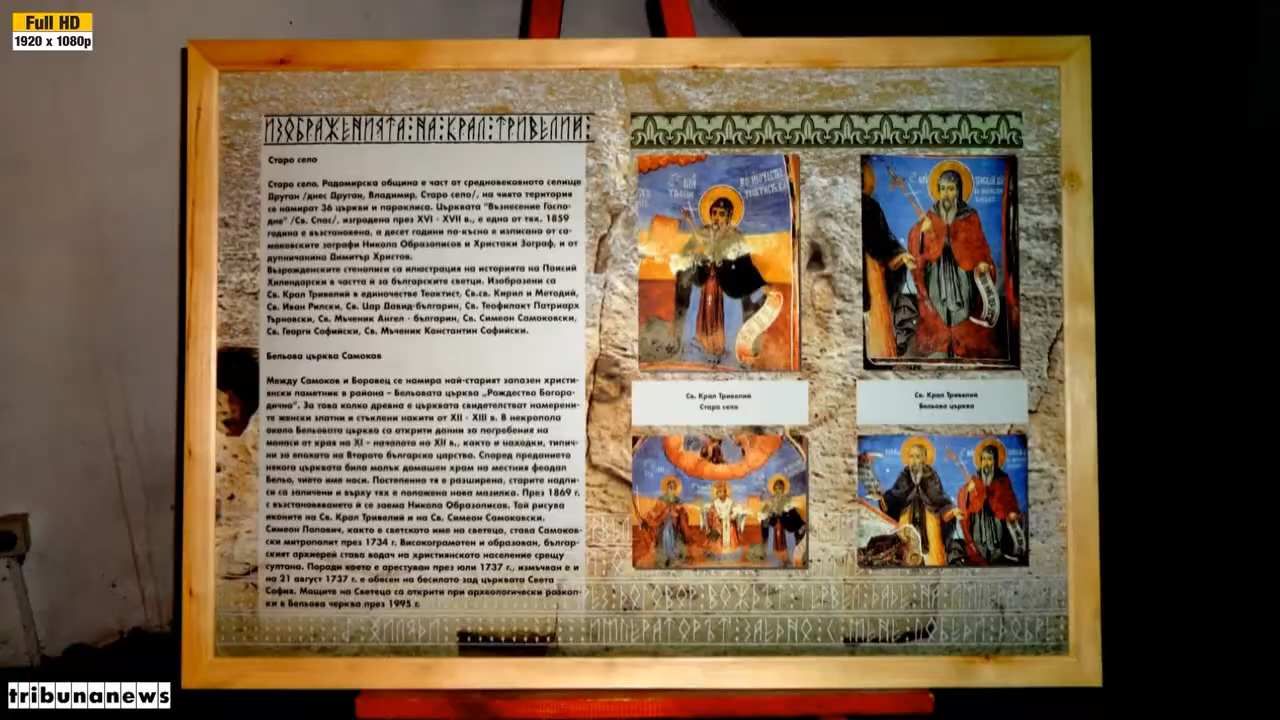 Full HD
1920 x 1080p
ИЗОБРАЖЕНИЯТА:НА:КРАЛ:ТРИВЕЛИЙ:
Старо село
Старо село, Радомирска община е част от средновековната селище
Друган /днес Друган, Владимир, Старо село/, на чията територия
се намират 36 църкви и параклиса. Църквата "Възнесение Госпо-
дне" /Св. Спас/, изградена през XVI - XVII в., е една от тях. 1859
година е възстановена, а десет години по-късно е изписана от са-
моковските зографи Никола Образописов и Христаки Зограф, и от
дупничанина Димитър Христов.
Възрожденските стенописи са илюстрация на историята на Паисий
Хилендарски в частта ѝ за българските светци. Изобразени са
Св. Крал Тривелий в единочестве Теоктист, Св.св. Кирил и Методий,
Св. Иван Рилски, Св. Цар Давид-българин, Св. Теофилакт Патриарх
Търновски, Св. Мъченик Ангел - българин, Св. Симеон Самоковски,
Св. Георги Софийски, Св. Мъченик Константин Софийски.
Бельова църква Самоков
Между Самоков и Боровец се намира най-старият запазен христи-
янски паметник в района – Бельовата църква „Рождество Богоро-
дично". За това колко древна е църквата свидетелстват намерени-
те женски златни и стъклени накити от XII - XIII в. В некропола
около Бельовата църква са открити данни за погребения на
монаси от края на XI – началото на XII в., както и находки, типич-
ни за епохата на Второто българско царство. Според преданието
някога църквата била малък домашен храм на местния феодал
Бельо, чието име носи. Постепенно тя е разширена, старите надпи-
си са заличени и върху тях е положена нова мазилка. През 1869 г.
с възстановяването ѝ се заема Никола Образописов. Той рисува
иконите на Св. Крал Тривелий и на Св. Симеон Самоковски.
Симеон Попович, както е светското име на светеца, става Самоков-
ски митрополит през 1734 г. Високограмотен и образован, българ-
ският архиерей става водач на християнското население срещу
султана. Поради което е арестуван през юли 1737 г., измъчван е и
на 21 август 1737 г. е обесен на бесилото зад църквата Света
София. Мощите на Светеца са открити при археологически разкоп-
ки в Бельова черква през 1995 г.
Св. Крал Тривелий
Старо село
Св. Крал Тривелий
Бельова църква
ИМПЕРАТОРЪТ:ЗАЕДНО:С
tribunanews